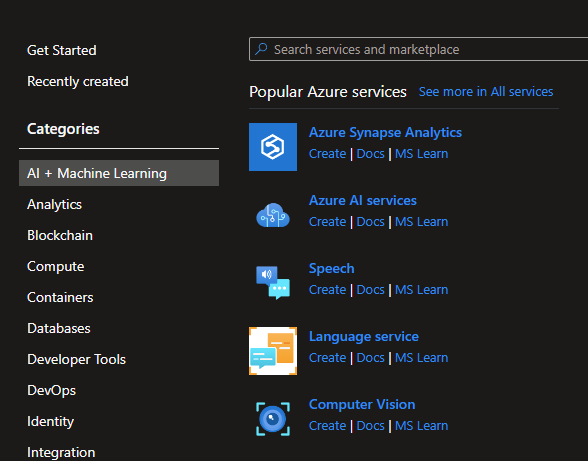 Get Started
Recently created
Categories
AI + Machine Learning
Analytics
Blockchain
Compute
Containers
Databases
Developer Tools
DevOps
Identity
Integration
Search services and marketplace
Popular Azure services See more in All services
Azure Synapse Analytics
Create | Docs | MS Learn
Azure AI services
Create | Docs | MS Learn
Speech
Create | Docs | MS Learn
Language service
Create | Docs | MS Learn
Computer Vision
Create | Docs | MS Learn